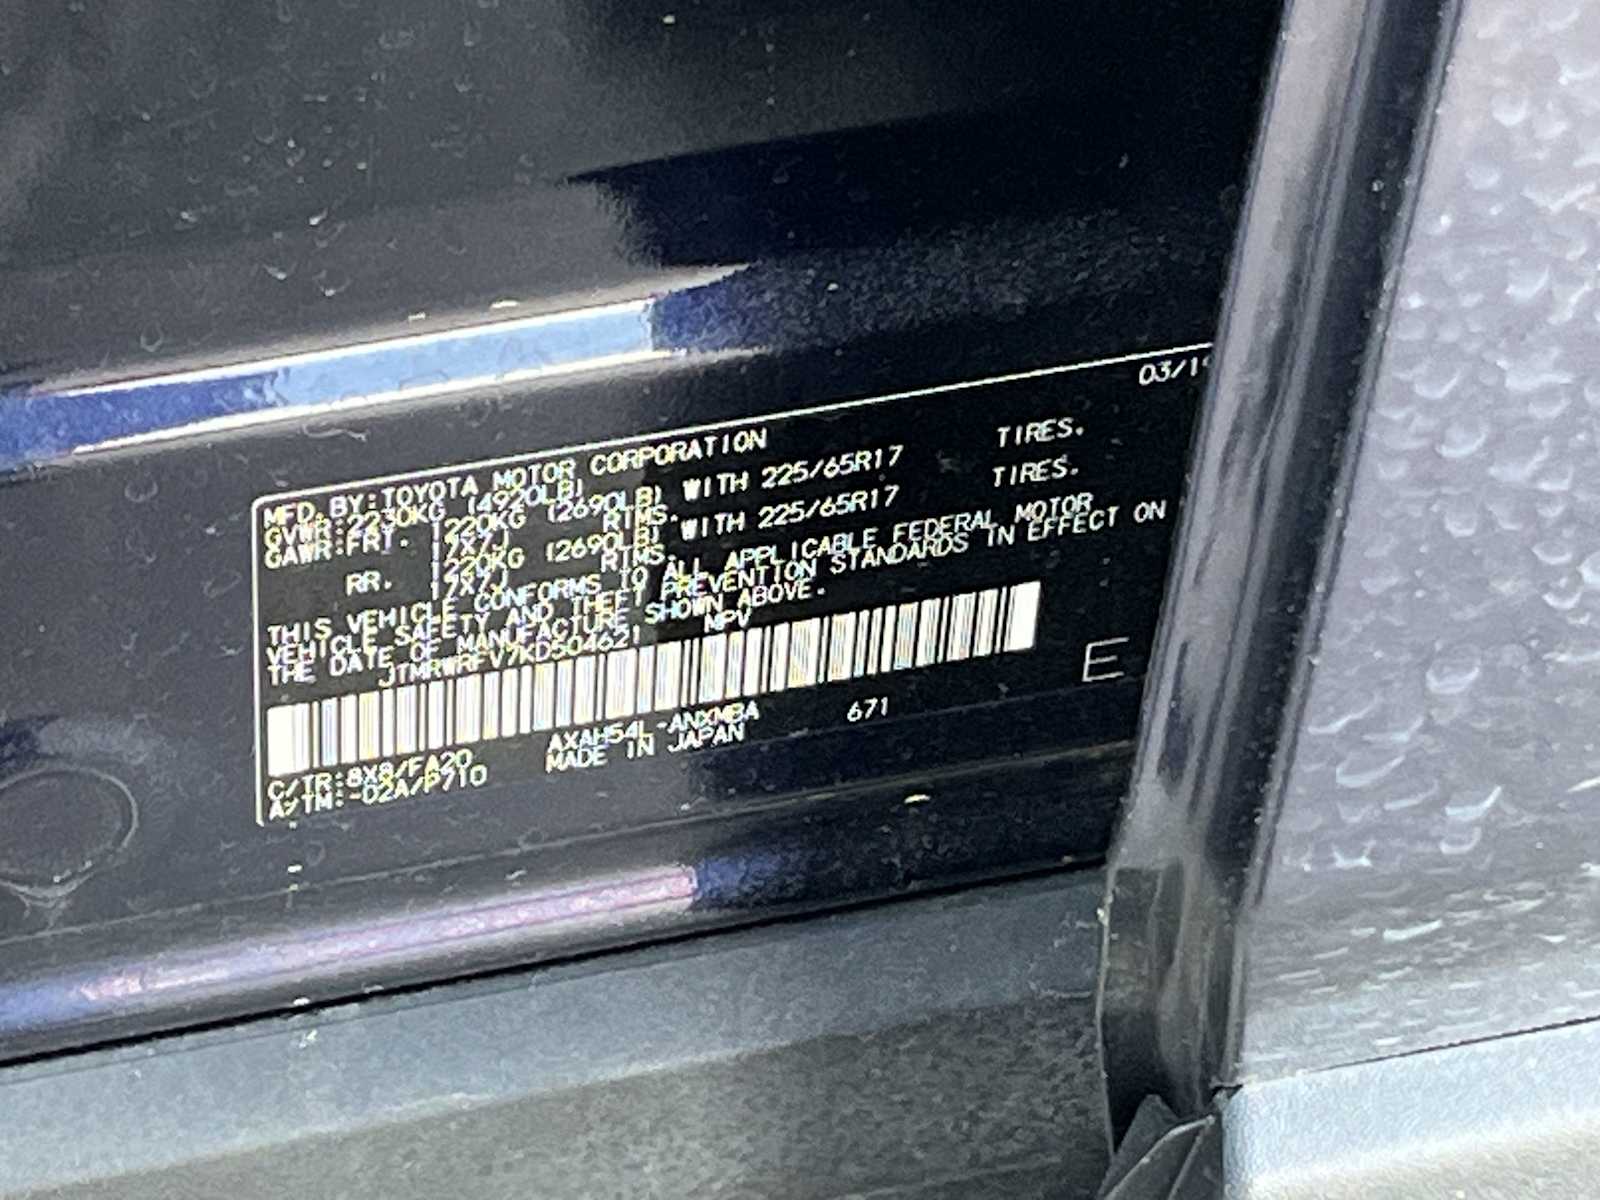 03/19
MFD. BY:TOYOTA MOTOR CORPORATION
GVWR:2230KG (4920LB)
GAWR:FRT. 1220KG (2690LB) WITH 225/65R17 TIRES.
17X7J RIMS.
RR. 1220KG (2690LB) WITH 225/65R17 TIRES.
17X7J RIMS.
THIS VEHICLE CONFORMS TO ALL APPLICABLE FEDERAL MOTOR
VEHICLE SAFETY AND THEFT PREVENTION STANDARDS IN EFFECT ON
THE DATE OF MANUFACTURE SHOWN ABOVE.
JTMRWRFV7KD504621 MPV
E
C/TR:8X8/FA20 AXAH54L-ANXMBA 671
A/TM:-02A/P710 MADE IN JAPAN